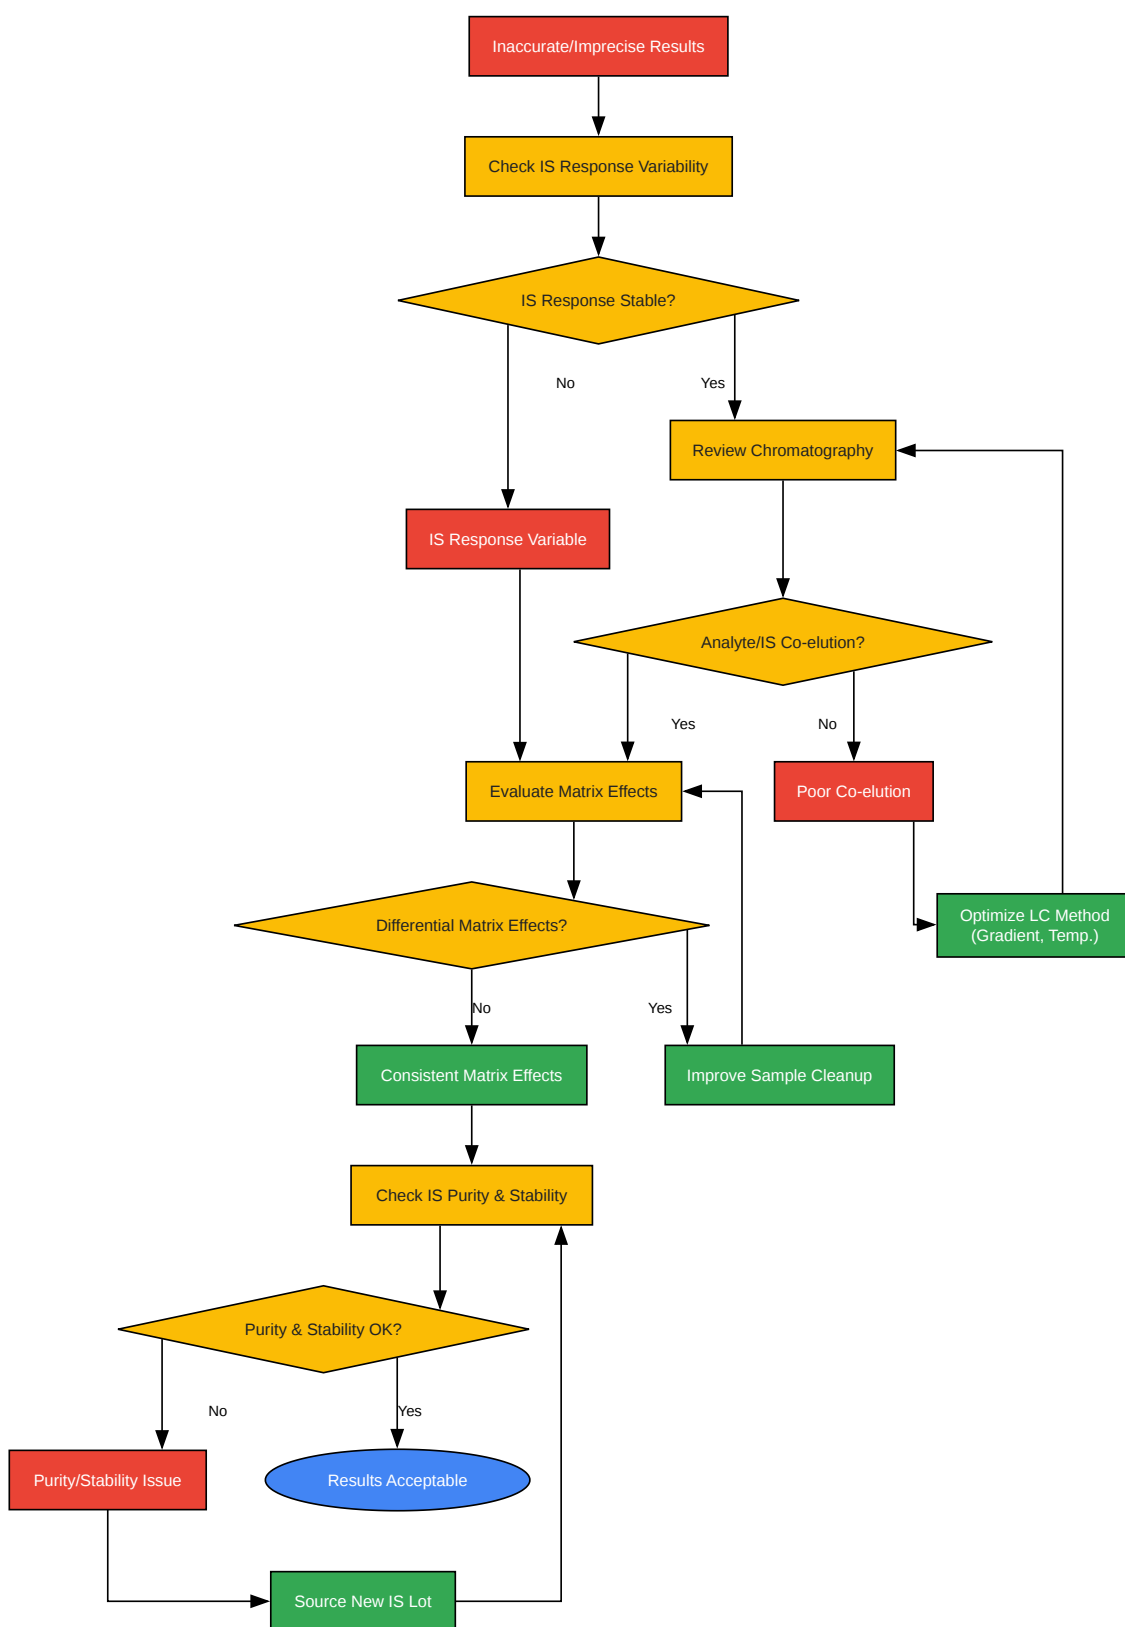 Inaccurate/Imprecise Results
Check IS Response Variability
IS Response Stable?
No
Yes
Review Chromatography
IS Response Variable
Analyte/IS Co-elution?
Yes
No
Evaluate Matrix Effects
Poor Co-elution
Optimize LC Method
(Gradient, Temp.)
Differential Matrix Effects?
No
Yes
Consistent Matrix Effects
Improve Sample Cleanup
Check IS Purity & Stability
Purity & Stability OK?
No
Yes
Purity/Stability Issue
Results Acceptable
Source New IS Lot